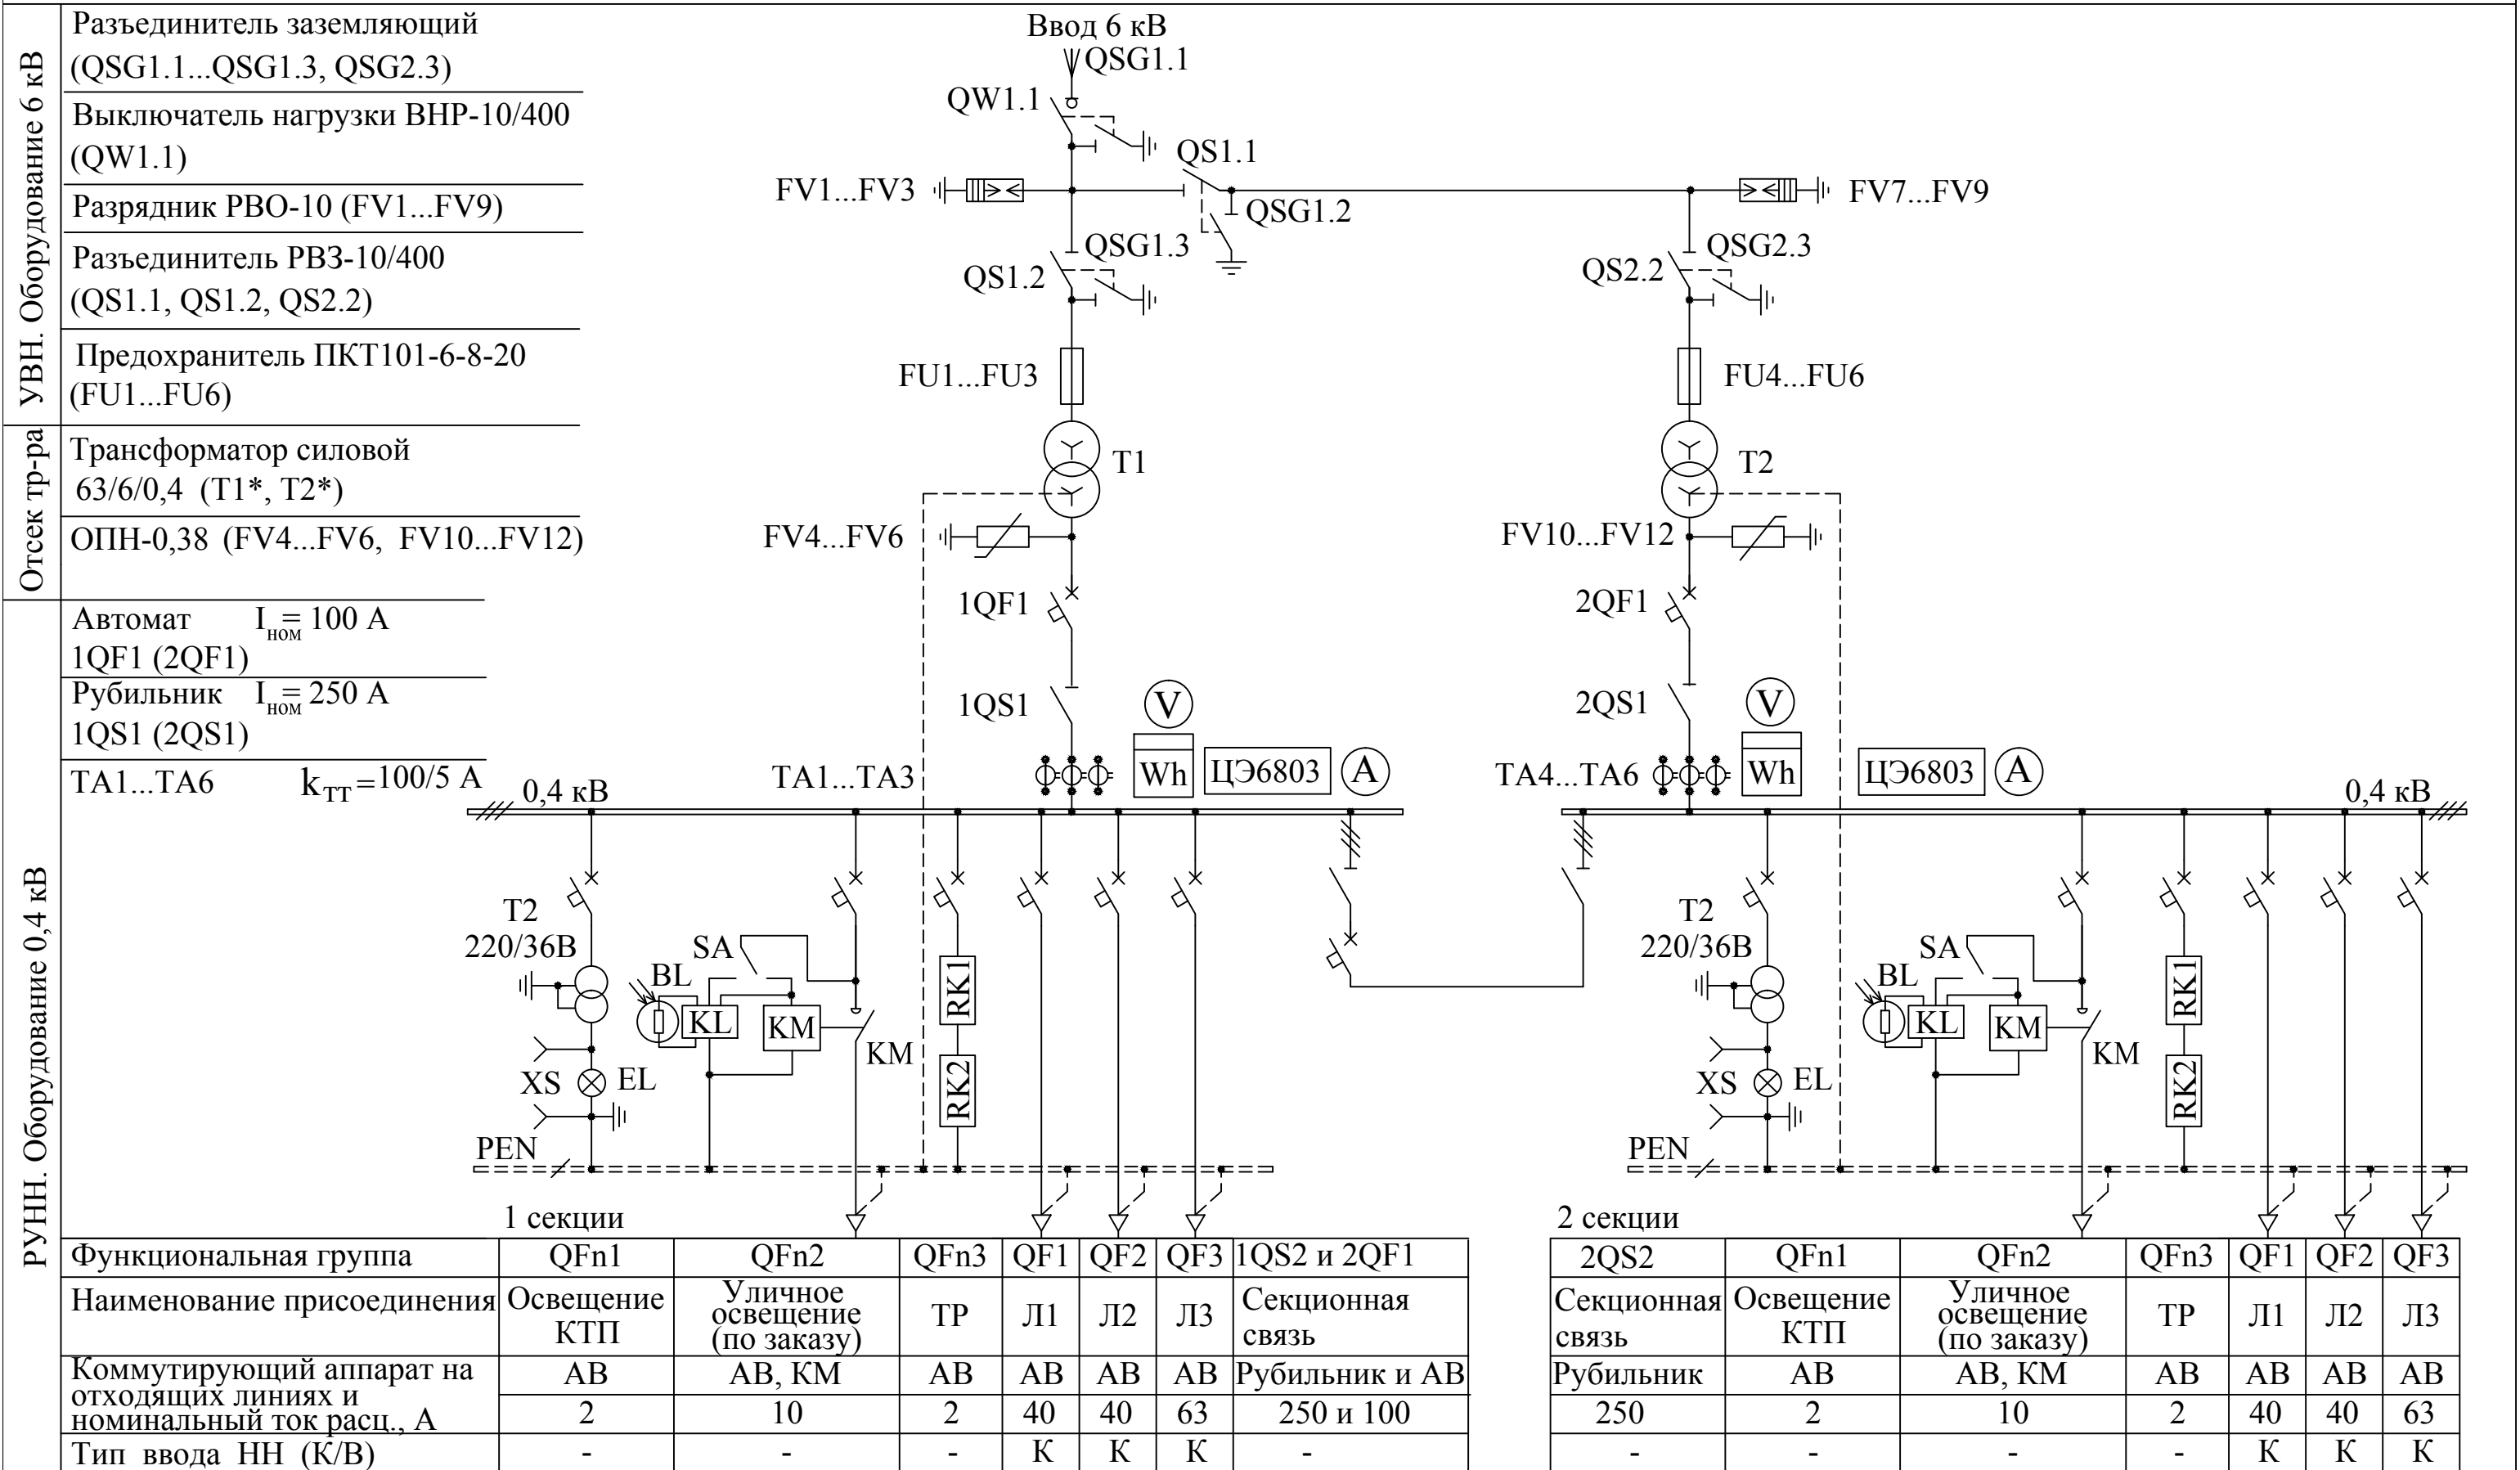 УВН. Оборудование 6 кВ
Разъединитель заземляющий
(QSG1.1...QSG1.3, QSG2.3)
Выключатель нагрузки ВНР-10/400
(QW1.1)
Разрядник РВО-10 (FV1...FV9)
Разъединитель РВЗ-10/400
(QS1.1, QS1.2, QS2.2)
Предохранитель ПКТ101-6-8-20
(FU1...FU6)
Отсек тр-ра
Трансформатор силовой
63/6/0,4 (Т1*, Т2*)
ОПН-0,38 (FV4...FV6, FV10...FV12)
РУНН. Оборудование 0,4 кВ
Автомат Iном = 100 А
1QF1 (2QF1)
Рубильник Iном = 250 А
1QS1 (2QS1)
ТА1...ТА6 kТТ = 100/5 А
Ввод 6 кВ
QSG1.1
QW1.1
QS1.1
FV1...FV3
QSG1.2
FV7...FV9
QSG1.3
QS1.2
QSG2.3
QS2.2
FU1...FU3
FU4...FU6
Т1
Т2
FV4...FV6
FV10...FV12
1QF1
2QF1
1QS1
V
2QS1
V
ТА1...ТА3
Wh
ЦЭ6803
A
ТА4...ТА6
Wh
ЦЭ6803
A
0,4 кВ
0,4 кВ
Т2
220/36В
SA
BL
KL
KM
KM
RK1
RK2
XS
EL
PEN
1 секции
Т2
220/36В
SA
BL
KL
KM
KM
RK1
RK2
XS
EL
PEN
2 секции
Функциональная группа QFn1 QFn2 QFn3 QF1 QF2 QF3 1QS2 и 2QF1 2QS2 QFn1 QFn2 QFn3 QF1 QF2 QF3
Наименование присоединения
Освещение
КТП
Уличное
освещение
(по заказу)
ТР Л1 Л2 Л3
Секционная
связь
Секционная
связь
Освещение
КТП
Уличное
освещение
(по заказу)
ТР Л1 Л2 Л3
Коммутирующий аппарат на
отходящих линиях и
номинальный ток расц., А
АВ АВ, КМ АВ АВ АВ АВ Рубильник и АВ Рубильник АВ АВ, КМ АВ АВ АВ АВ
2 10 2 40 40 63 250 и 100 250 2 10 2 40 40 63
Тип ввода НН (К/В) - - - К К К - - - - - К К К